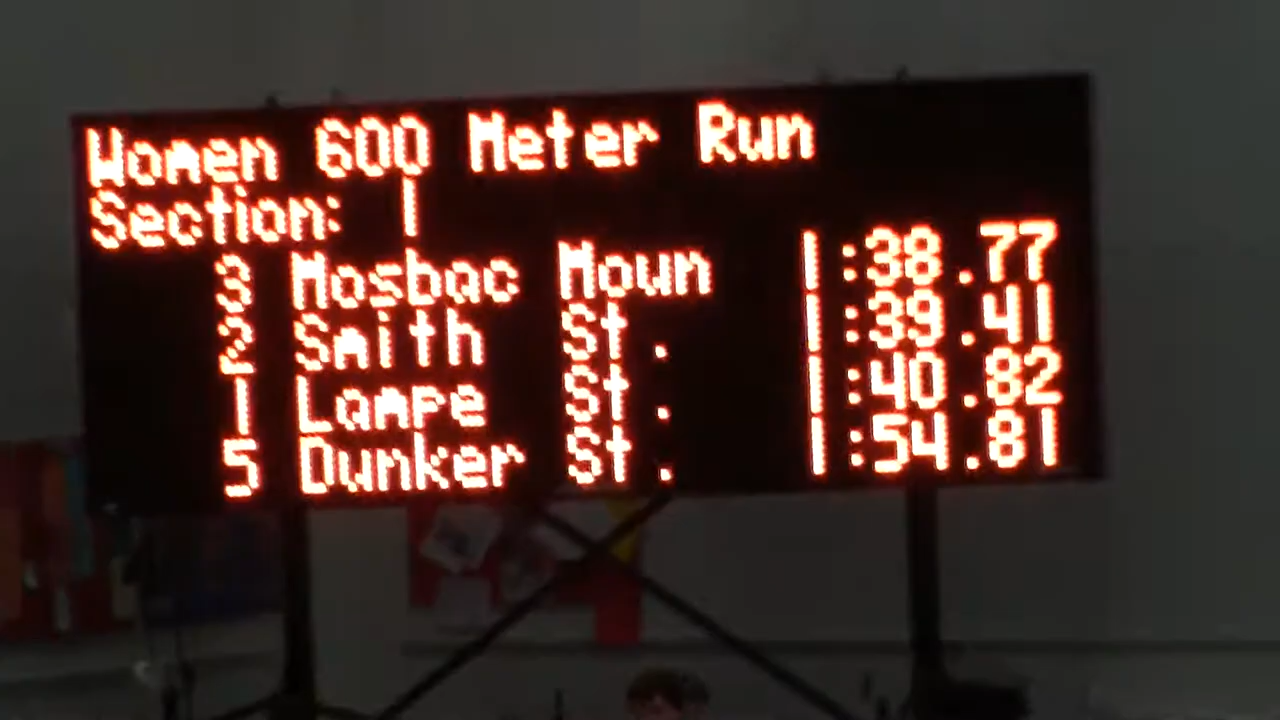 Women 600 Meter Run
Section: 1
3 Mosbac Moun 1:38.77
2 Smith St. 1:39.41
1 Lampe St. 1:40.82
5 Dunker St. 1:54.81